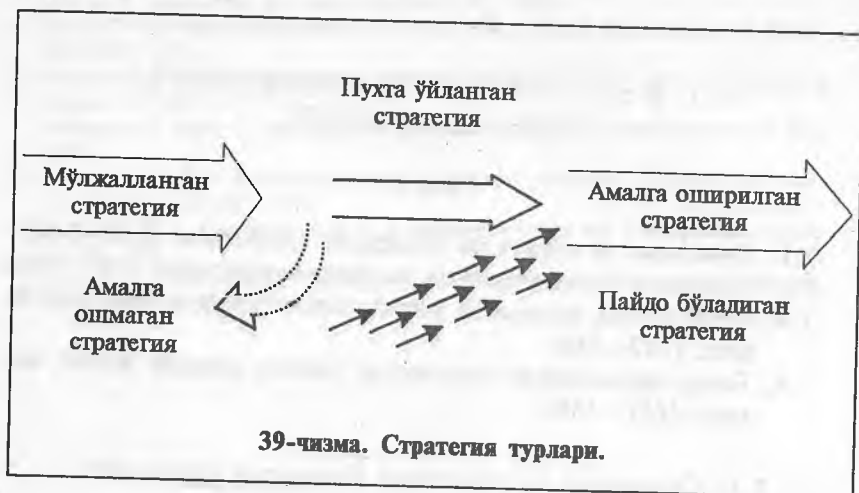 Пухта ўйланган
стратегия
Мўлжалланган
стратегия
Амалга оширилган
стратегия
Амалга
ошмаган
стратегия
Пайдо бўладиган
стратегия
39-чизма. Стратегия турлари.